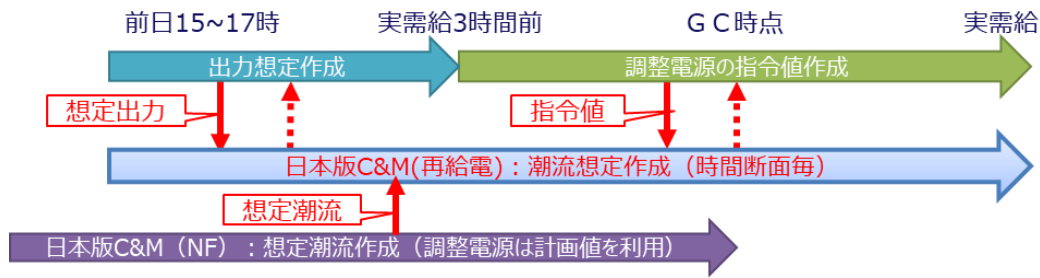 前日15~17時
実需給3時間前
ＧＣ時点
実需給
出力想定作成
調整電源の指令値作成
想定出力
指令値
日本版C&M(再給電)：潮流想定作成（時間断面毎）
想定潮流
日本版C&M（NF）：想定潮流作成（調整電源は計画値を利用）